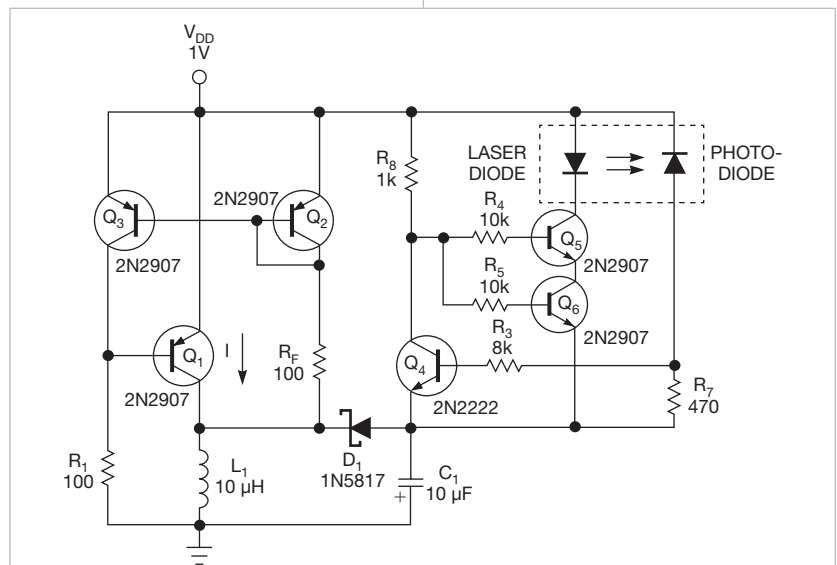 V_DD
1V
R8
1k
LASER
DIODE
PHOTO-
DIODE
Q3
2N2907
Q2
2N2907
R4
10k
Q5
2N2907
R5
10k
Q6
2N2907
Q1
2N2907
I
RF
100
Q4
2N2222
R3
8k
R7
470
R1
100
L1
10 µH
D1
1N5817
C1
10 µF
+